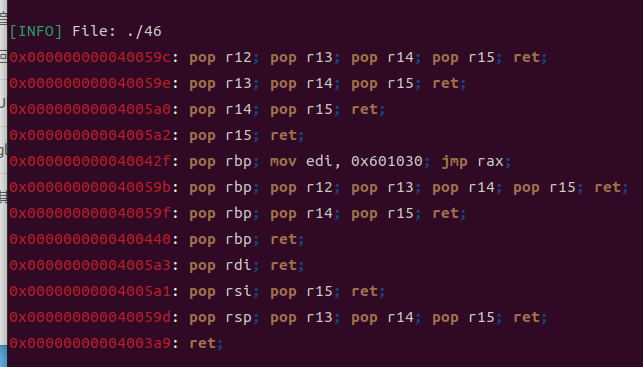 [INFO] File: ./46
0x000000000040059c: pop r12; pop r13; pop r14; pop r15; ret;
0x000000000040059e: pop r13; pop r14; pop r15; ret;
0x00000000004005a0: pop r14; pop r15; ret;
0x00000000004005a2: pop r15; ret;
0x000000000040042f: pop rbp; mov edi, 0x601030; jmp rax;
0x000000000040059b: pop rbp; pop r12; pop r13; pop r14; pop r15; ret;
0x000000000040059f: pop rbp; pop r14; pop r15; ret;
0x0000000000400440: pop rbp; ret;
0x00000000004005a3: pop rdi; ret;
0x00000000004005a1: pop rsi; pop r15; ret;
0x000000000040059d: pop rsp; pop r13; pop r14; pop r15; ret;
0x00000000004003a9: ret;